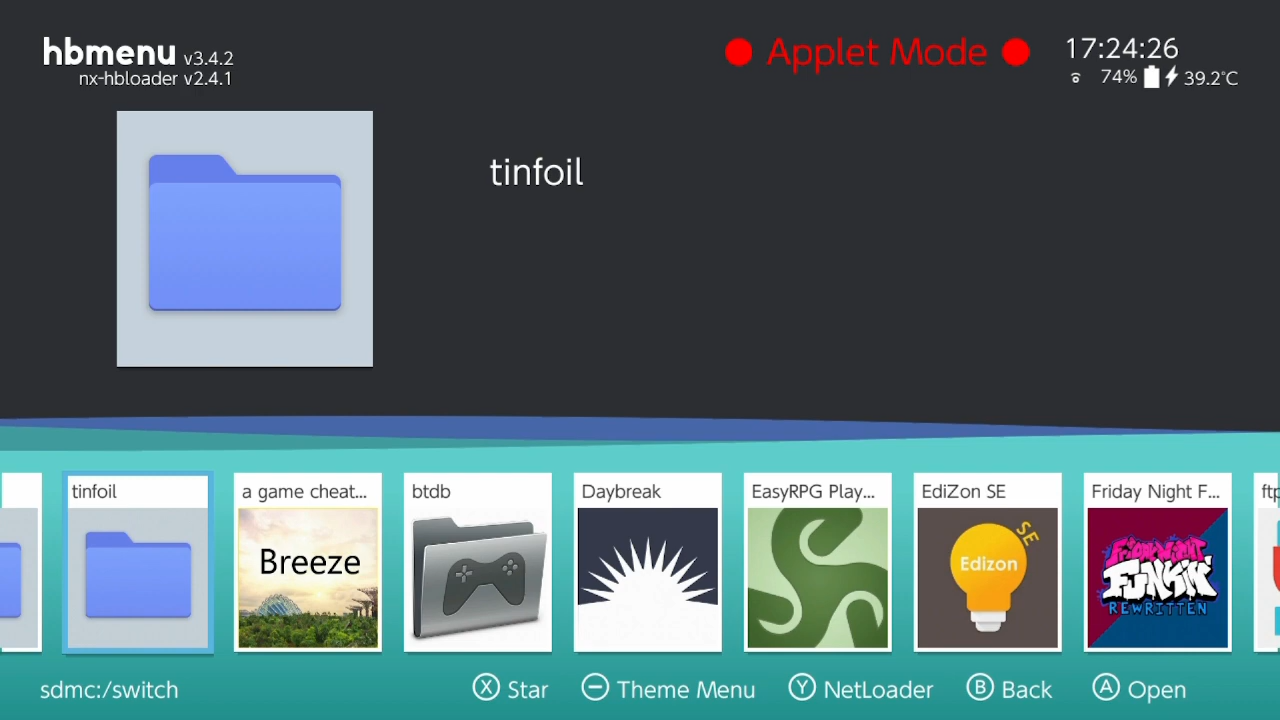 hbmenu v3.4.2
nx-hbloader v2.4.1
Applet Mode
17:24:26
74% 39.2°C
tinfoil
tinfoil
a game cheat...
btdb
Daybreak
EasyRPG Play...
EdiZon SE
Friday Night F...
ftp
Breeze
Edizon
SE
FRIDAY NIGHT
FUNKIN'
REWRITTEN
sdmc:/switch
X Star
Theme Menu
Y NetLoader
B Back
A Open